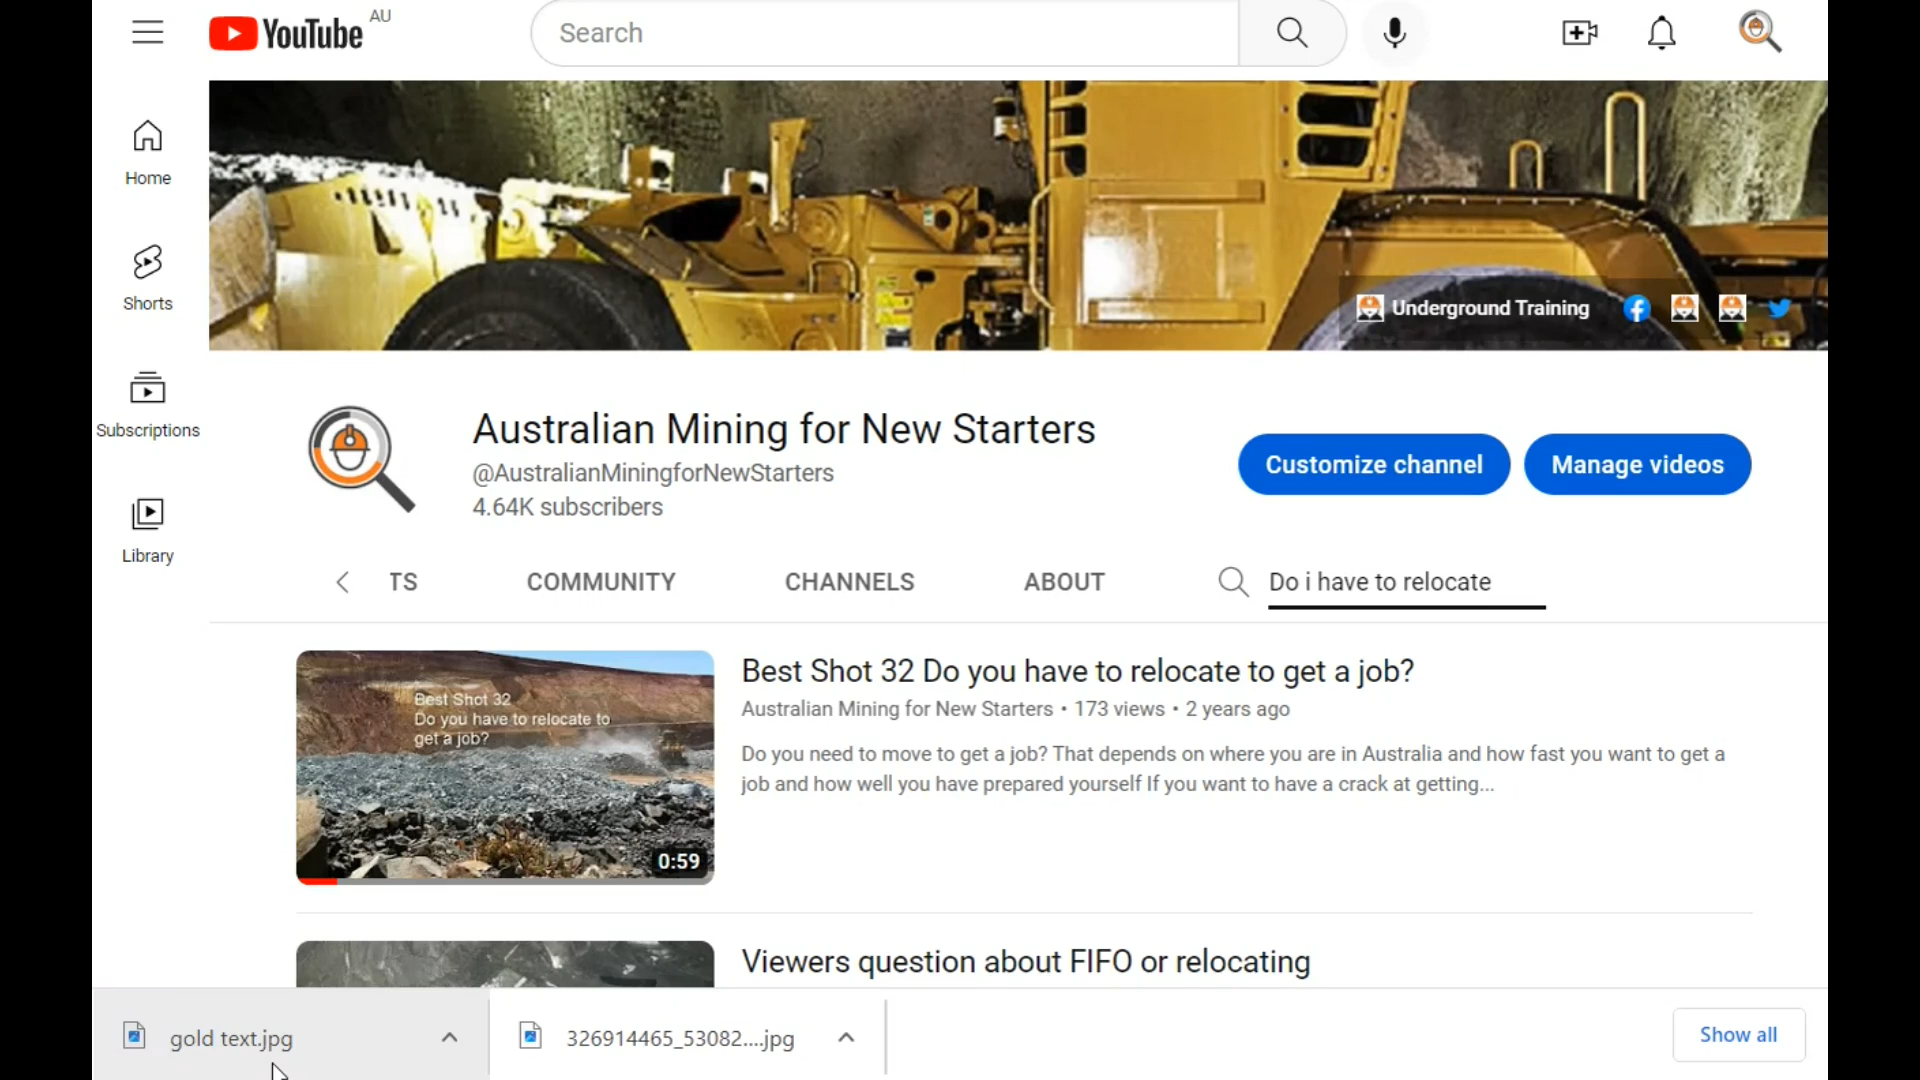 YouTube AU
Search
Home
Shorts
Subscriptions
Library
Underground Training
Australian Mining for New Starters
@AustralianMiningforNewStarters
4.64K subscribers
Customize channel
Manage videos
TS COMMUNITY CHANNELS ABOUT Do i have to relocate
Best Shot 32
Do you have to relocate to
get a job?
0:59
Best Shot 32 Do you have to relocate to get a job?
Australian Mining for New Starters • 173 views • 2 years ago
Do you need to move to get a job? That depends on where you are in Australia and how fast you want to get a
job and how well you have prepared yourself If you want to have a crack at getting...
Viewers question about FIFO or relocating
gold text.jpg
326914465_53082....jpg
Show all